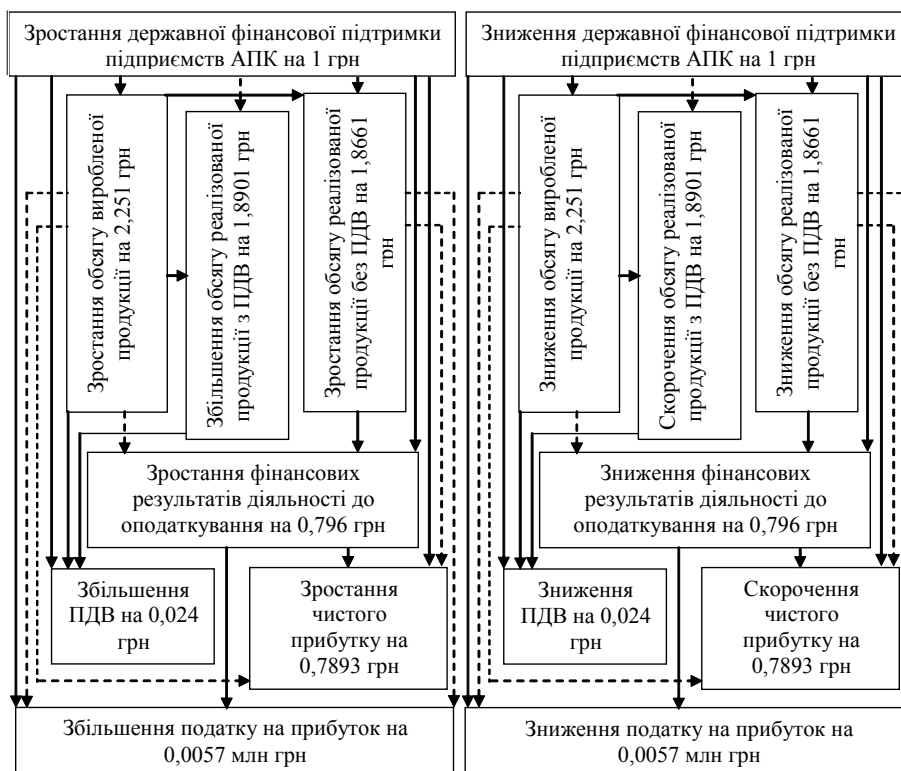 Зростання державної фінансової підтримки
підприємств АПК на 1 грн
Зростання обсягу виробленої
продукції на 2,251 грн
Збільшення обсягу реалізованої
продукції з ПДВ на 1,8901 грн
Зростання обсягу реалізованої
продукції без ПДВ на 1,8661
грн
Зростання фінансових
результатів діяльності до
оподаткування на 0,796 грн
Збільшення
ПДВ на 0,024
грн
Зростання
чистого
прибутку на
0,7893 грн
Збільшення податку на прибуток на
0,0057 млн грн
Зниження державної фінансової підтримки
підприємств АПК на 1 грн
Зниження обсягу виробленої
продукції на 2,251 грн
Скорочення обсягу реалізованої
продукції з ПДВ на 1,8901 грн
Зниження обсягу реалізованої
продукції без ПДВ на 1,8661
грн
Зниження фінансових
результатів діяльності до
оподаткування на 0,796 грн
Зниження
ПДВ на 0,024
грн
Скорочення
чистого
прибутку на
0,7893 грн
Зниження податку на прибуток на
0,0057 млн грн